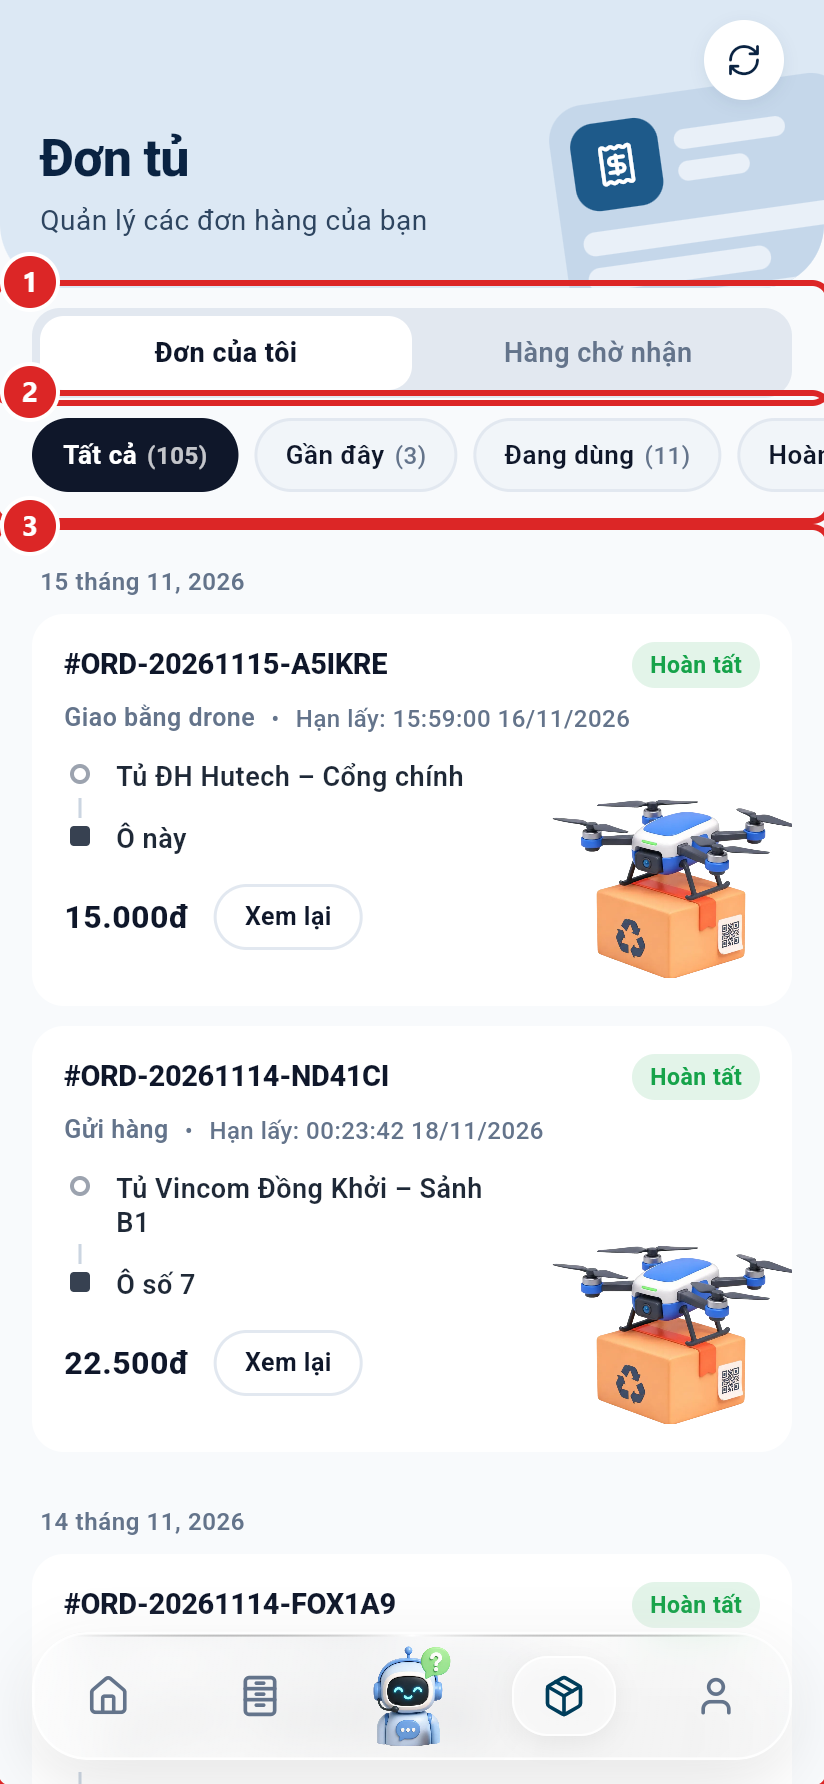 Đơn tủ
Quản lý các đơn hàng của bạn
1
Đơn của tôi Hàng chờ nhận
2
Tất cả (105) Gần đây (3) Đang dùng (11) Hoàn
3
15 tháng 11, 2026
#ORD-20261115-A5IKRE Hoàn tất
Giao bằng drone • Hạn lấy: 15:59:00 16/11/2026
Tủ ĐH Hutech – Cổng chính
Ô này
15.000đ Xem lại
#ORD-20261114-ND41CI Hoàn tất
Gửi hàng • Hạn lấy: 00:23:42 18/11/2026
Tủ Vincom Đồng Khởi – Sảnh
B1
Ô số 7
22.500đ Xem lại
14 tháng 11, 2026
#ORD-20261114-FOX1A9 Hoàn tất
?